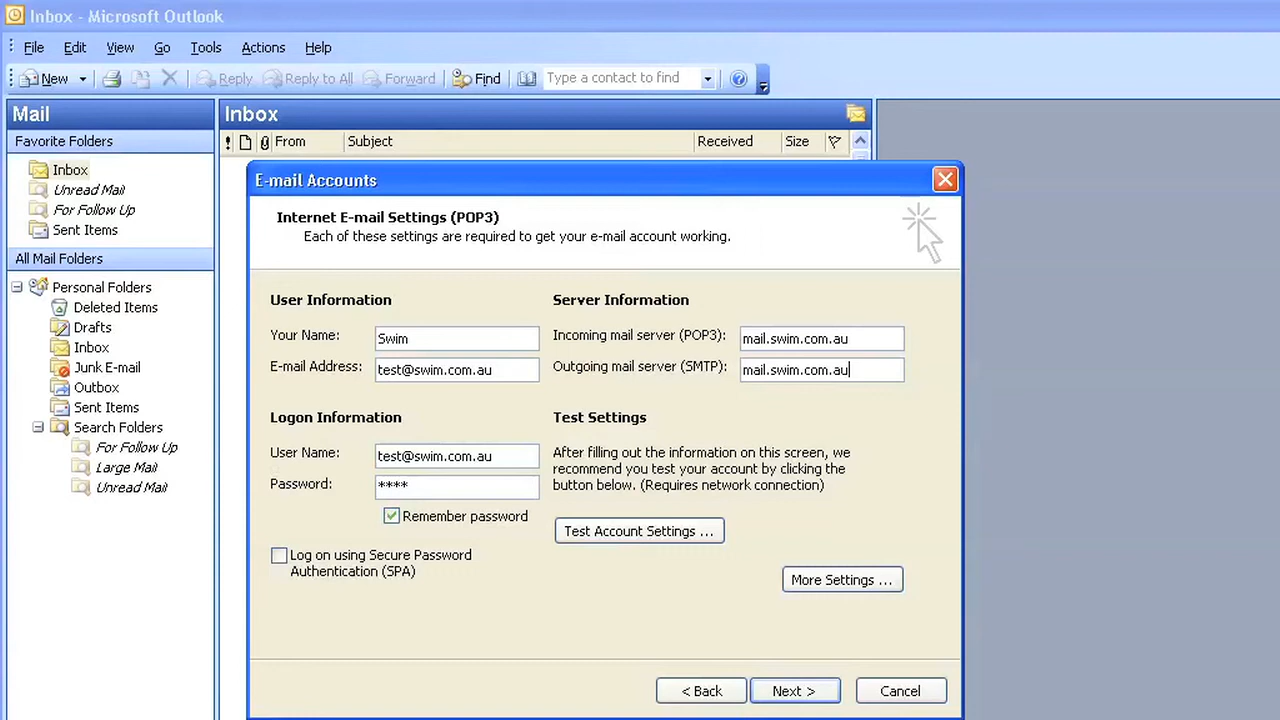 Inbox - Microsoft Outlook
File Edit View Go Tools Actions Help
New Reply Reply to All Forward Find Type a contact to find
Mail
Favorite Folders
Inbox
Unread Mail
For Follow Up
Sent Items
All Mail Folders
Personal Folders
Deleted Items
Drafts
Inbox
Junk E-mail
Outbox
Sent Items
Search Folders
For Follow Up
Large Mail
Unread Mail
Inbox
! From Subject Received Size
E-mail Accounts
Internet E-mail Settings (POP3)
Each of these settings are required to get your e-mail account working.
User Information
Your Name: Swim
E-mail Address: test@swim.com.au
Logon Information
User Name: test@swim.com.au
Password: ****
Remember password
Log on using Secure Password
Authentication (SPA)
Server Information
Incoming mail server (POP3): mail.swim.com.au
Outgoing mail server (SMTP): mail.swim.com.au
Test Settings
After filling out the information on this screen, we
recommend you test your account by clicking the
button below. (Requires network connection)
Test Account Settings ...
More Settings ...
< Back Next > Cancel